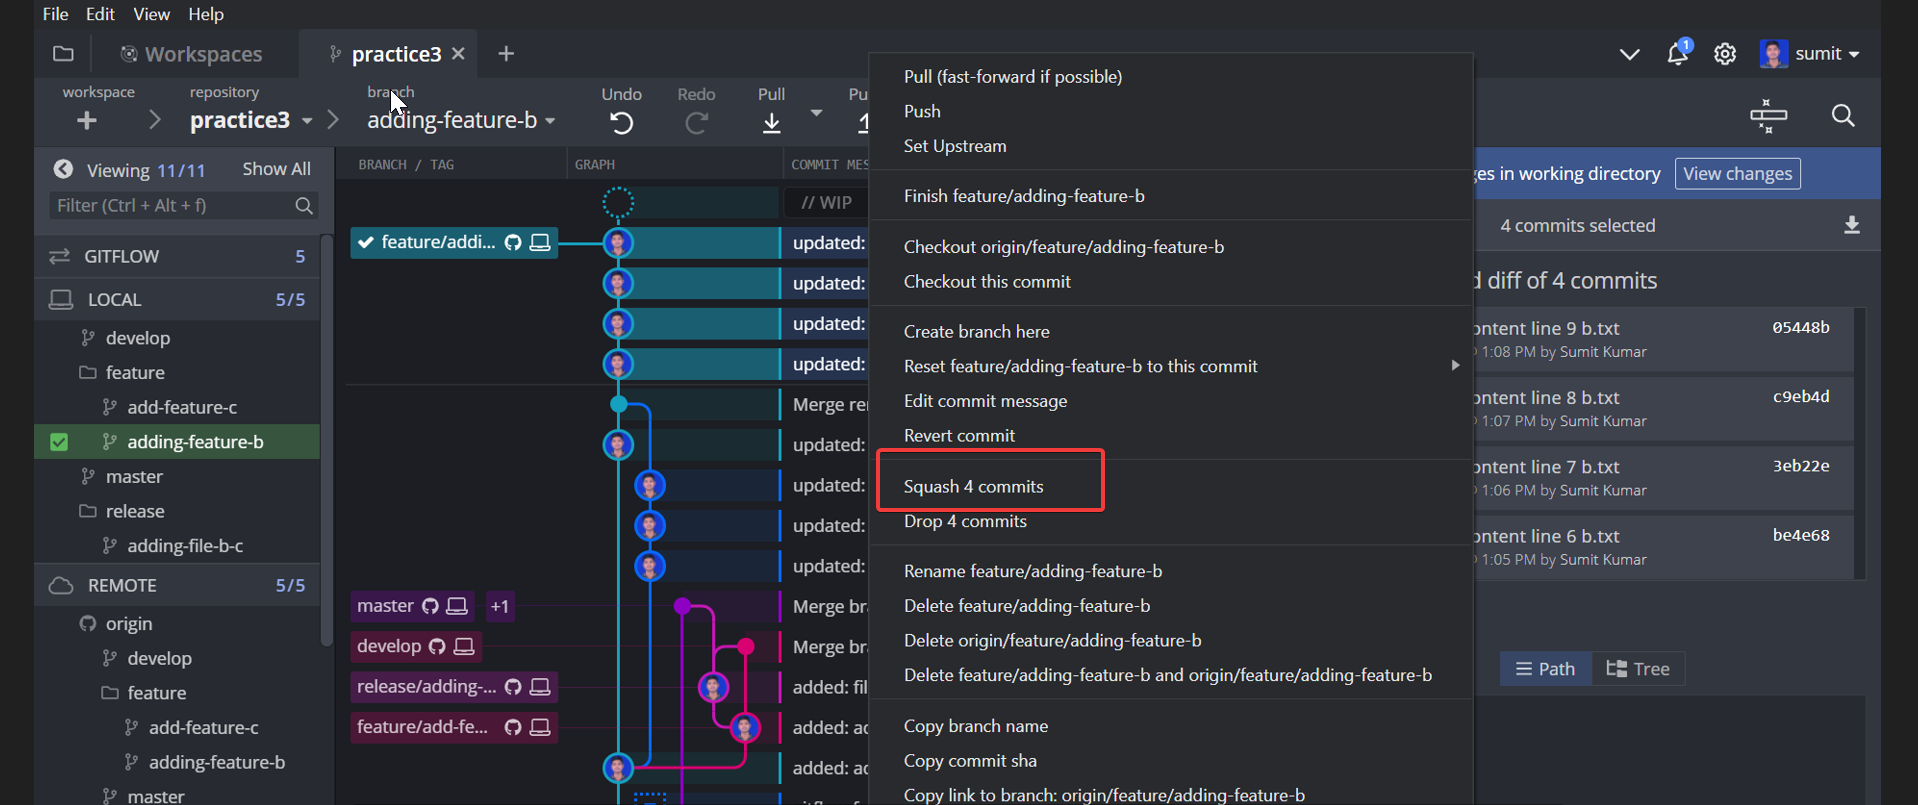 File Edit View Help
Workspaces
practice3
1
sumit
workspace
repository
practice3
branch
adding-feature-b
Undo
Redo
Pull
Pu
Viewing 11/11
Show All
Filter (Ctrl + Alt + f)
GITFLOW 5
LOCAL 5/5
develop
feature
add-feature-c
adding-feature-b
master
release
adding-file-b-c
REMOTE 5/5
origin
develop
feature
add-feature-c
adding-feature-b
master
BRANCH / TAG
GRAPH
COMMIT MES
// WIP
feature/addi...
updated:
updated:
updated:
updated:
Merge re
updated:
updated:
updated:
updated:
master +1
Merge br
develop
Merge br
release/adding-...
added: fil
feature/add-fe...
added: ac
added: ac
Pull (fast-forward if possible)
Push
Set Upstream
Finish feature/adding-feature-b
Checkout origin/feature/adding-feature-b
Checkout this commit
Create branch here
Reset feature/adding-feature-b to this commit
Edit commit message
Revert commit
Squash 4 commits
Drop 4 commits
Rename feature/adding-feature-b
Delete feature/adding-feature-b
Delete origin/feature/adding-feature-b
Delete feature/adding-feature-b and origin/feature/adding-feature-b
Copy branch name
Copy commit sha
Copy link to branch: origin/feature/adding-feature-b
es in working directory
View changes
4 commits selected
d diff of 4 commits
ontent line 9 b.txt 05448b
1:08 PM by Sumit Kumar
ontent line 8 b.txt c9eb4d
1:07 PM by Sumit Kumar
ontent line 7 b.txt 3eb22e
1:06 PM by Sumit Kumar
ontent line 6 b.txt be4e68
1:05 PM by Sumit Kumar
Path
Tree